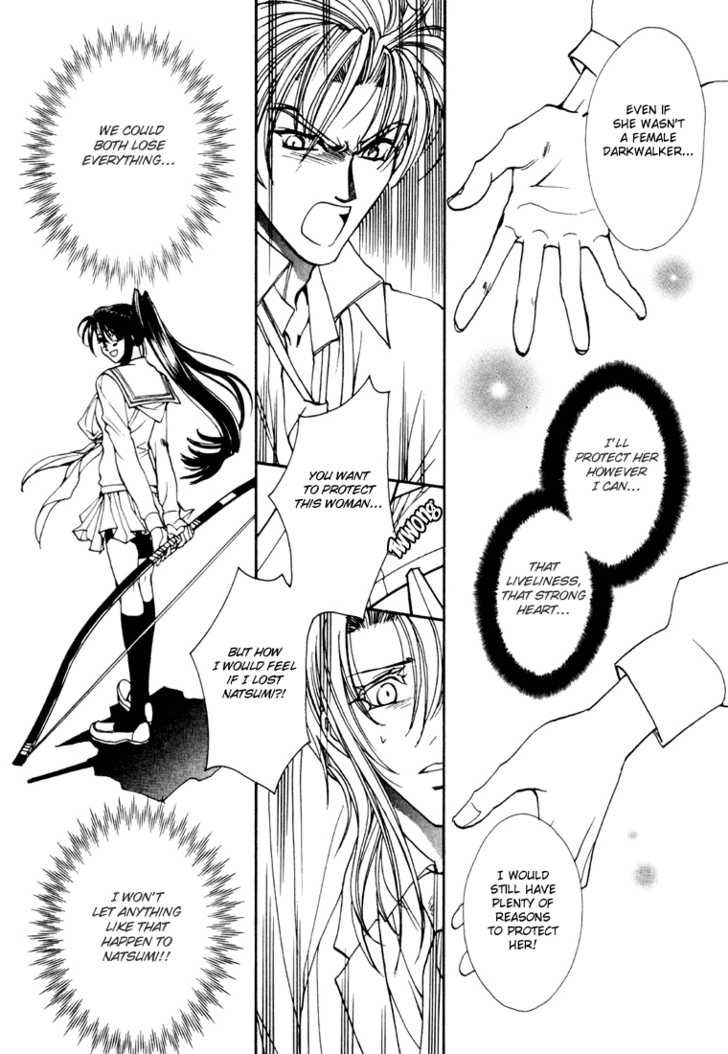 EVEN IF
SHE WASN'T
A FEMALE
DARKWALKER...
I'LL
PROTECT HER
HOWEVER
I CAN...
THAT
LIVELINESS,
THAT STRONG
HEART...
I WOULD
STILL HAVE
PLENTY OF
REASONS
TO PROTECT
HER!
YOU WANT
TO PROTECT
THIS WOMAN...
BUT HOW
I WOULD FEEL
IF I LOST
NATSUMI?!
WE COULD
BOTH LOSE
EVERYTHING...
I WON'T
LET ANYTHING
LIKE THAT
HAPPEN TO
NATSUMI!!